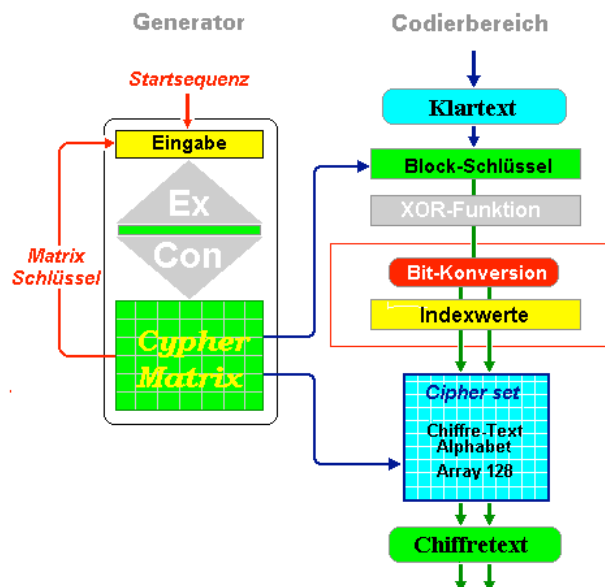 Generator
Codierbereich
Startsequenz
Eingabe
Ex
Con
Matrix
Schlüssel
Cypher
Matrix
Klartext
Block-Schlüssel
XOR-Funktion
Bit-Konversion
Indexwerte
Cipher set
Chiffre-Text
Alphabet
Array 128
Chiffretext